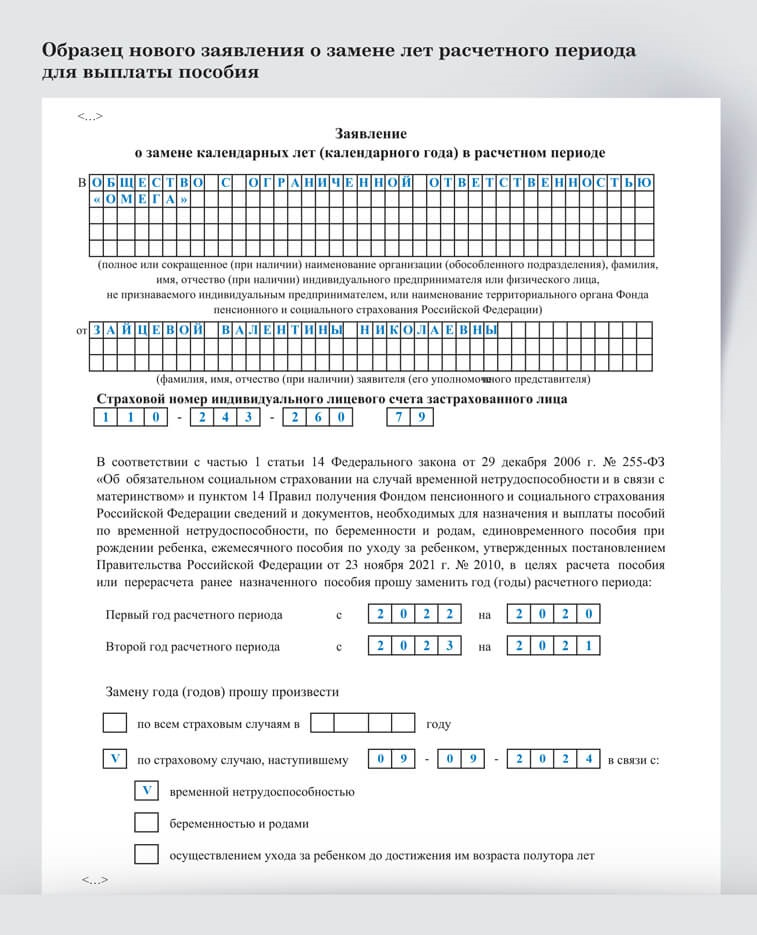 Образец нового заявления о замене лет расчетного периода
для выплаты пособия
<...>
Заявление
о замене календарных лет (календарного года) в расчетном периоде
В ОБЩЕСТВО С ОГРАНИЧЕННОЙ ОТВЕТСТВЕННОСТЬЮ
«ОМЕГА»
(полное или сокращенное (при наличии) наименование организации (обособленного подразделения), фамилия,
имя, отчество (при наличии) индивидуального предпринимателя или физического лица,
не признаваемого индивидуальным предпринимателем, или наименование территориального органа Фонда
пенсионного и социального страхования Российской Федерации)
от ЗАЙЦЕВОЙ ВАЛЕНТИНЫ НИКОЛАЕВНЫ
(фамилия, имя, отчество (при наличии) заявителя (его уполномоченного представителя)
Страховой номер индивидуального лицевого счета застрахованного лица
110 - 243 - 260 79
В соответствии с частью 1 статьи 14 Федерального закона от 29 декабря 2006 г. № 255-ФЗ
«Об обязательном социальном страховании на случай временной нетрудоспособности и в связи с
материнством» и пунктом 14 Правил получения Фондом пенсионного и социального страхования
Российской Федерации сведений и документов, необходимых для назначения и выплаты пособий
по временной нетрудоспособности, по беременности и родам, единовременного пособия при
рождении ребенка, ежемесячного пособия по уходу за ребенком, утвержденных постановлением
Правительства Российской Федерации от 23 ноября 2021 г. № 2010, в целях расчета пособия
или перерасчета ранее назначенного пособия прошу заменить год (годы) расчетного периода:
Первый год расчетного периода с 2022 на 2020
Второй год расчетного периода с 2023 на 2021
Замену года (годов) прошу произвести
по всем страховым случаям в году
V по страховому случаю, наступившему 09 - 09 - 2024 в связи с:
V временной нетрудоспособностью
беременностью и родами
осуществлением ухода за ребенком до достижения им возраста полутора лет
<...>